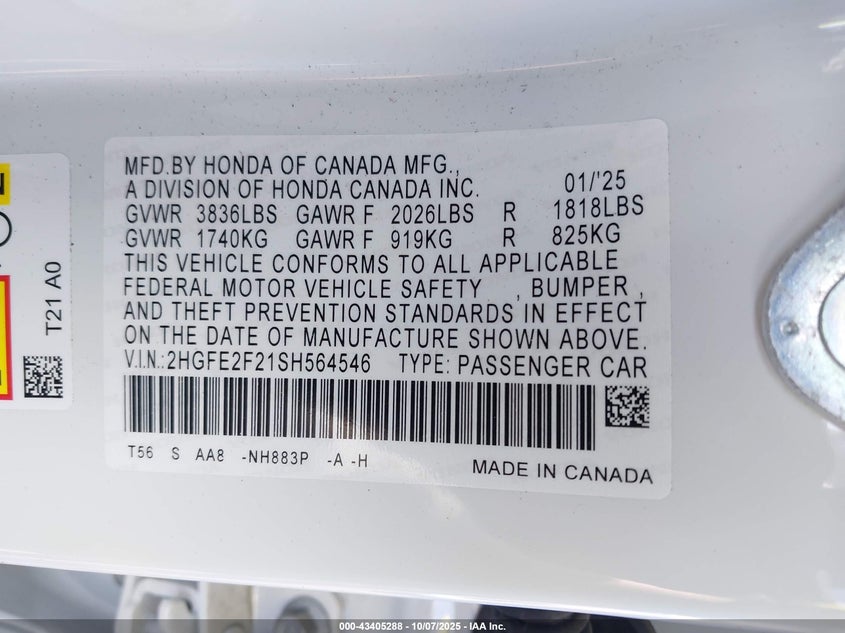 MFD.BY HONDA OF CANADA MFG.,
A DIVISION OF HONDA CANADA INC. 01/'25
GVWR 3836LBS GAWR F 2026LBS R 1818LBS
GVWR 1740KG GAWR F 919KG R 825KG
THIS VEHICLE CONFORMS TO ALL APPLICABLE
FEDERAL MOTOR VEHICLE SAFETY , BUMPER ,
AND THEFT PREVENTION STANDARDS IN EFFECT
ON THE DATE OF MANUFACTURE SHOWN ABOVE.
V.I.N.:2HGFE2F21SH564546 TYPE: PASSENGER CAR
T56 S AA8 -NH883P -A -H
MADE IN CANADA
T21 A0
000-43405288 - 10/07/2025 - IAA Inc.